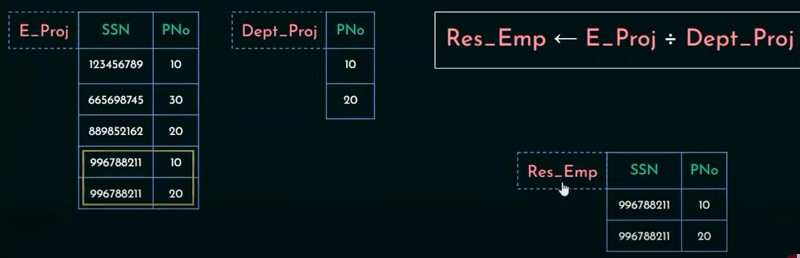 E_Proj SSN PNo
123456789 10
665698745 30
889852162 20
996788211 10
996788211 20
Dept_Proj PNo
10
20
Res_Emp ← E_Proj ÷ Dept_Proj
Res_Emp SSN PNo
996788211 10
996788211 20